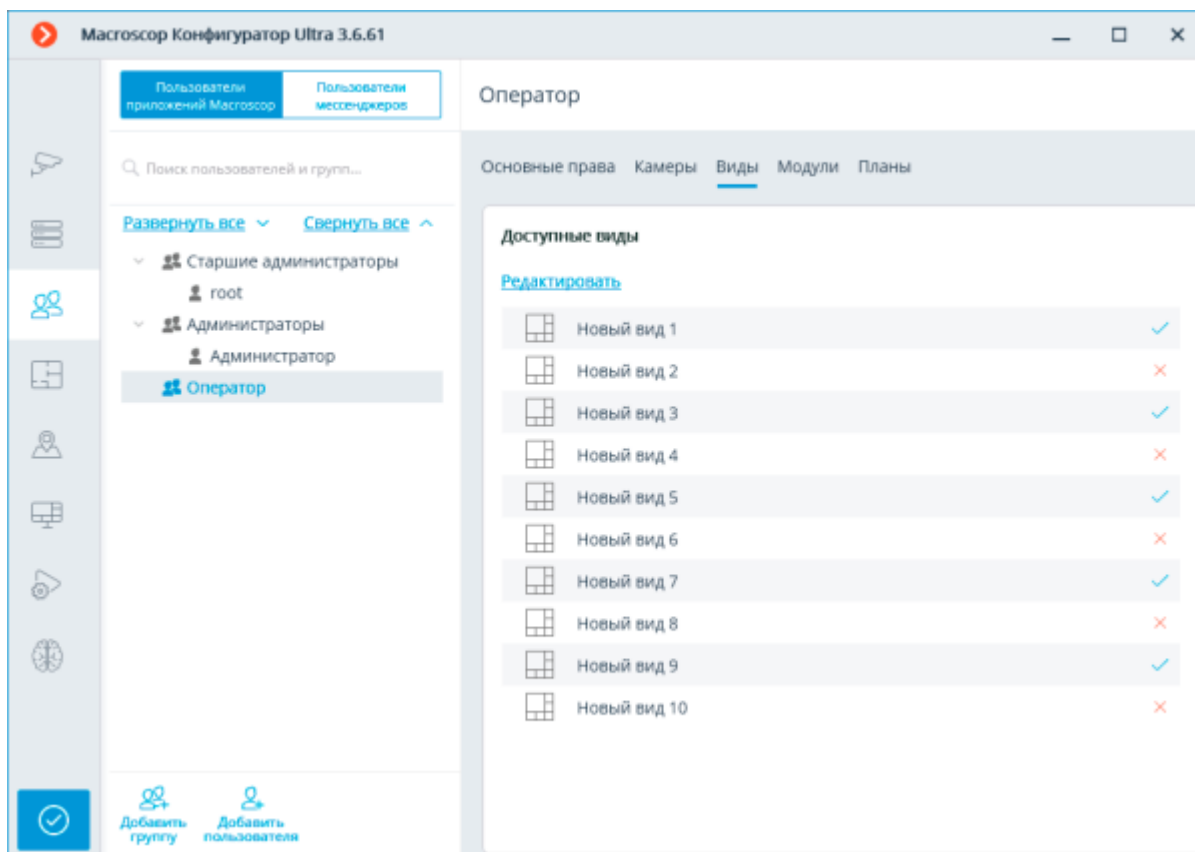 Macroscop Конфигуратор Ultra 3.6.61
Пользователи приложений Macroscop
Пользователи мессенджеров
Поиск пользователей и групп...
Развернуть все
Свернуть все
Старшие администраторы
root
Администраторы
Администратор
Оператор
Добавить группу
Добавить пользователя
Оператор
Основные права Камеры Виды Модули Планы
Доступные виды
Редактировать
Новый вид 1
Новый вид 2
Новый вид 3
Новый вид 4
Новый вид 5
Новый вид 6
Новый вид 7
Новый вид 8
Новый вид 9
Новый вид 10